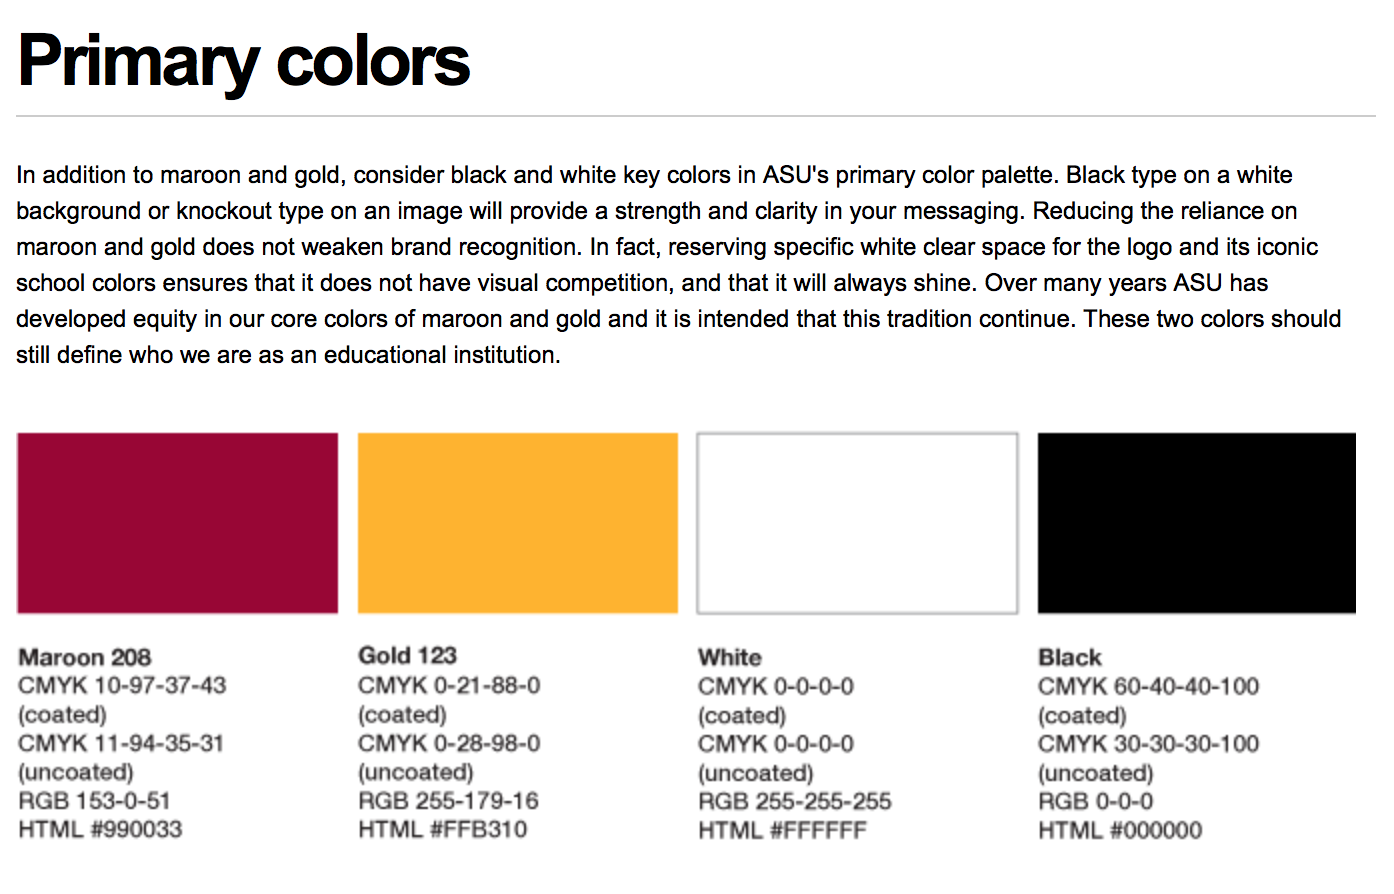 Primary colors
In addition to maroon and gold, consider black and white key colors in ASU's primary color palette. Black type on a white
background or knockout type on an image will provide a strength and clarity in your messaging. Reducing the reliance on
maroon and gold does not weaken brand recognition. In fact, reserving specific white clear space for the logo and its iconic
school colors ensures that it does not have visual competition, and that it will always shine. Over many years ASU has
developed equity in our core colors of maroon and gold and it is intended that this tradition continue. These two colors should
still define who we are as an educational institution.
Maroon 208
CMYK 10-97-37-43
(coated)
CMYK 11-94-35-31
(uncoated)
RGB 153-0-51
HTML #990033
Gold 123
CMYK 0-21-88-0
(coated)
CMYK 0-28-98-0
(uncoated)
RGB 255-179-16
HTML #FFB310
White
CMYK 0-0-0-0
(coated)
CMYK 0-0-0-0
(uncoated)
RGB 255-255-255
HTML #FFFFFF
Black
CMYK 60-40-40-100
(coated)
CMYK 30-30-30-100
(uncoated)
RGB 0-0-0
HTML #000000